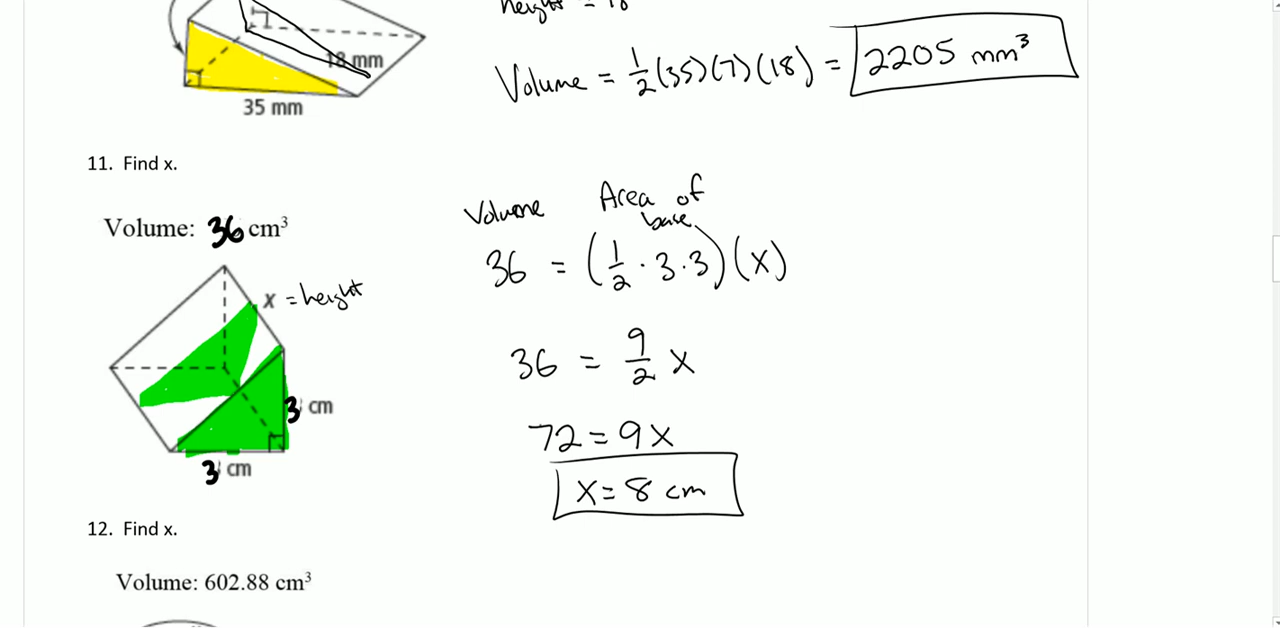 height = 18
18 mm
Volume = 1/2 (35)(7)(18) = 2205 mm³
35 mm
11. Find x.
Volume: 36 cm³
x = height
3 cm
3 cm
Volume Area of base
36 = (1/2 · 3 · 3)(x)
36 = 9/2 x
72 = 9x
x = 8 cm
12. Find x.
Volume: 602.88 cm³